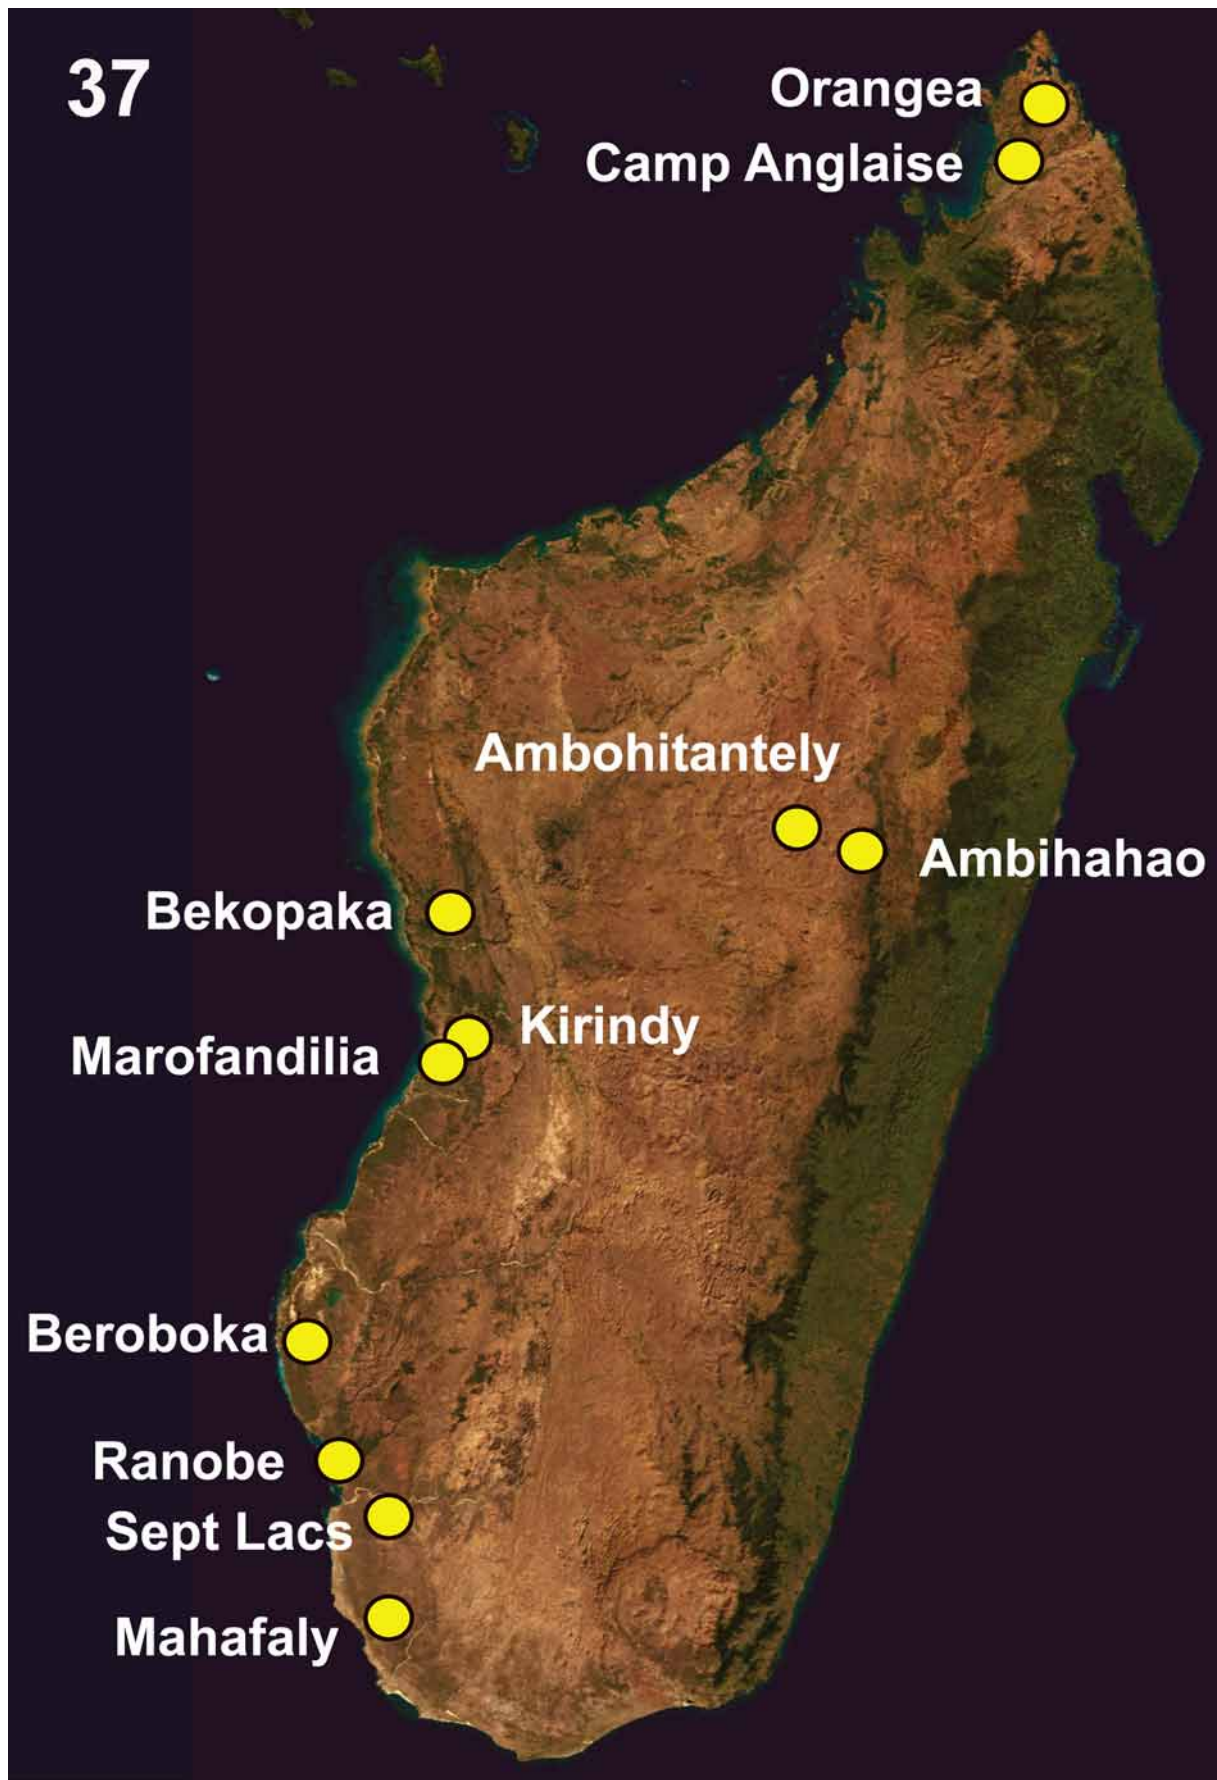 37
Orangea
Camp Anglaise
Ambohitantely
Ambihahao
Bekopaka
Kirindy
Marofandilia
Beroboka
Ranobe
Sept Lacs
Mahafaly